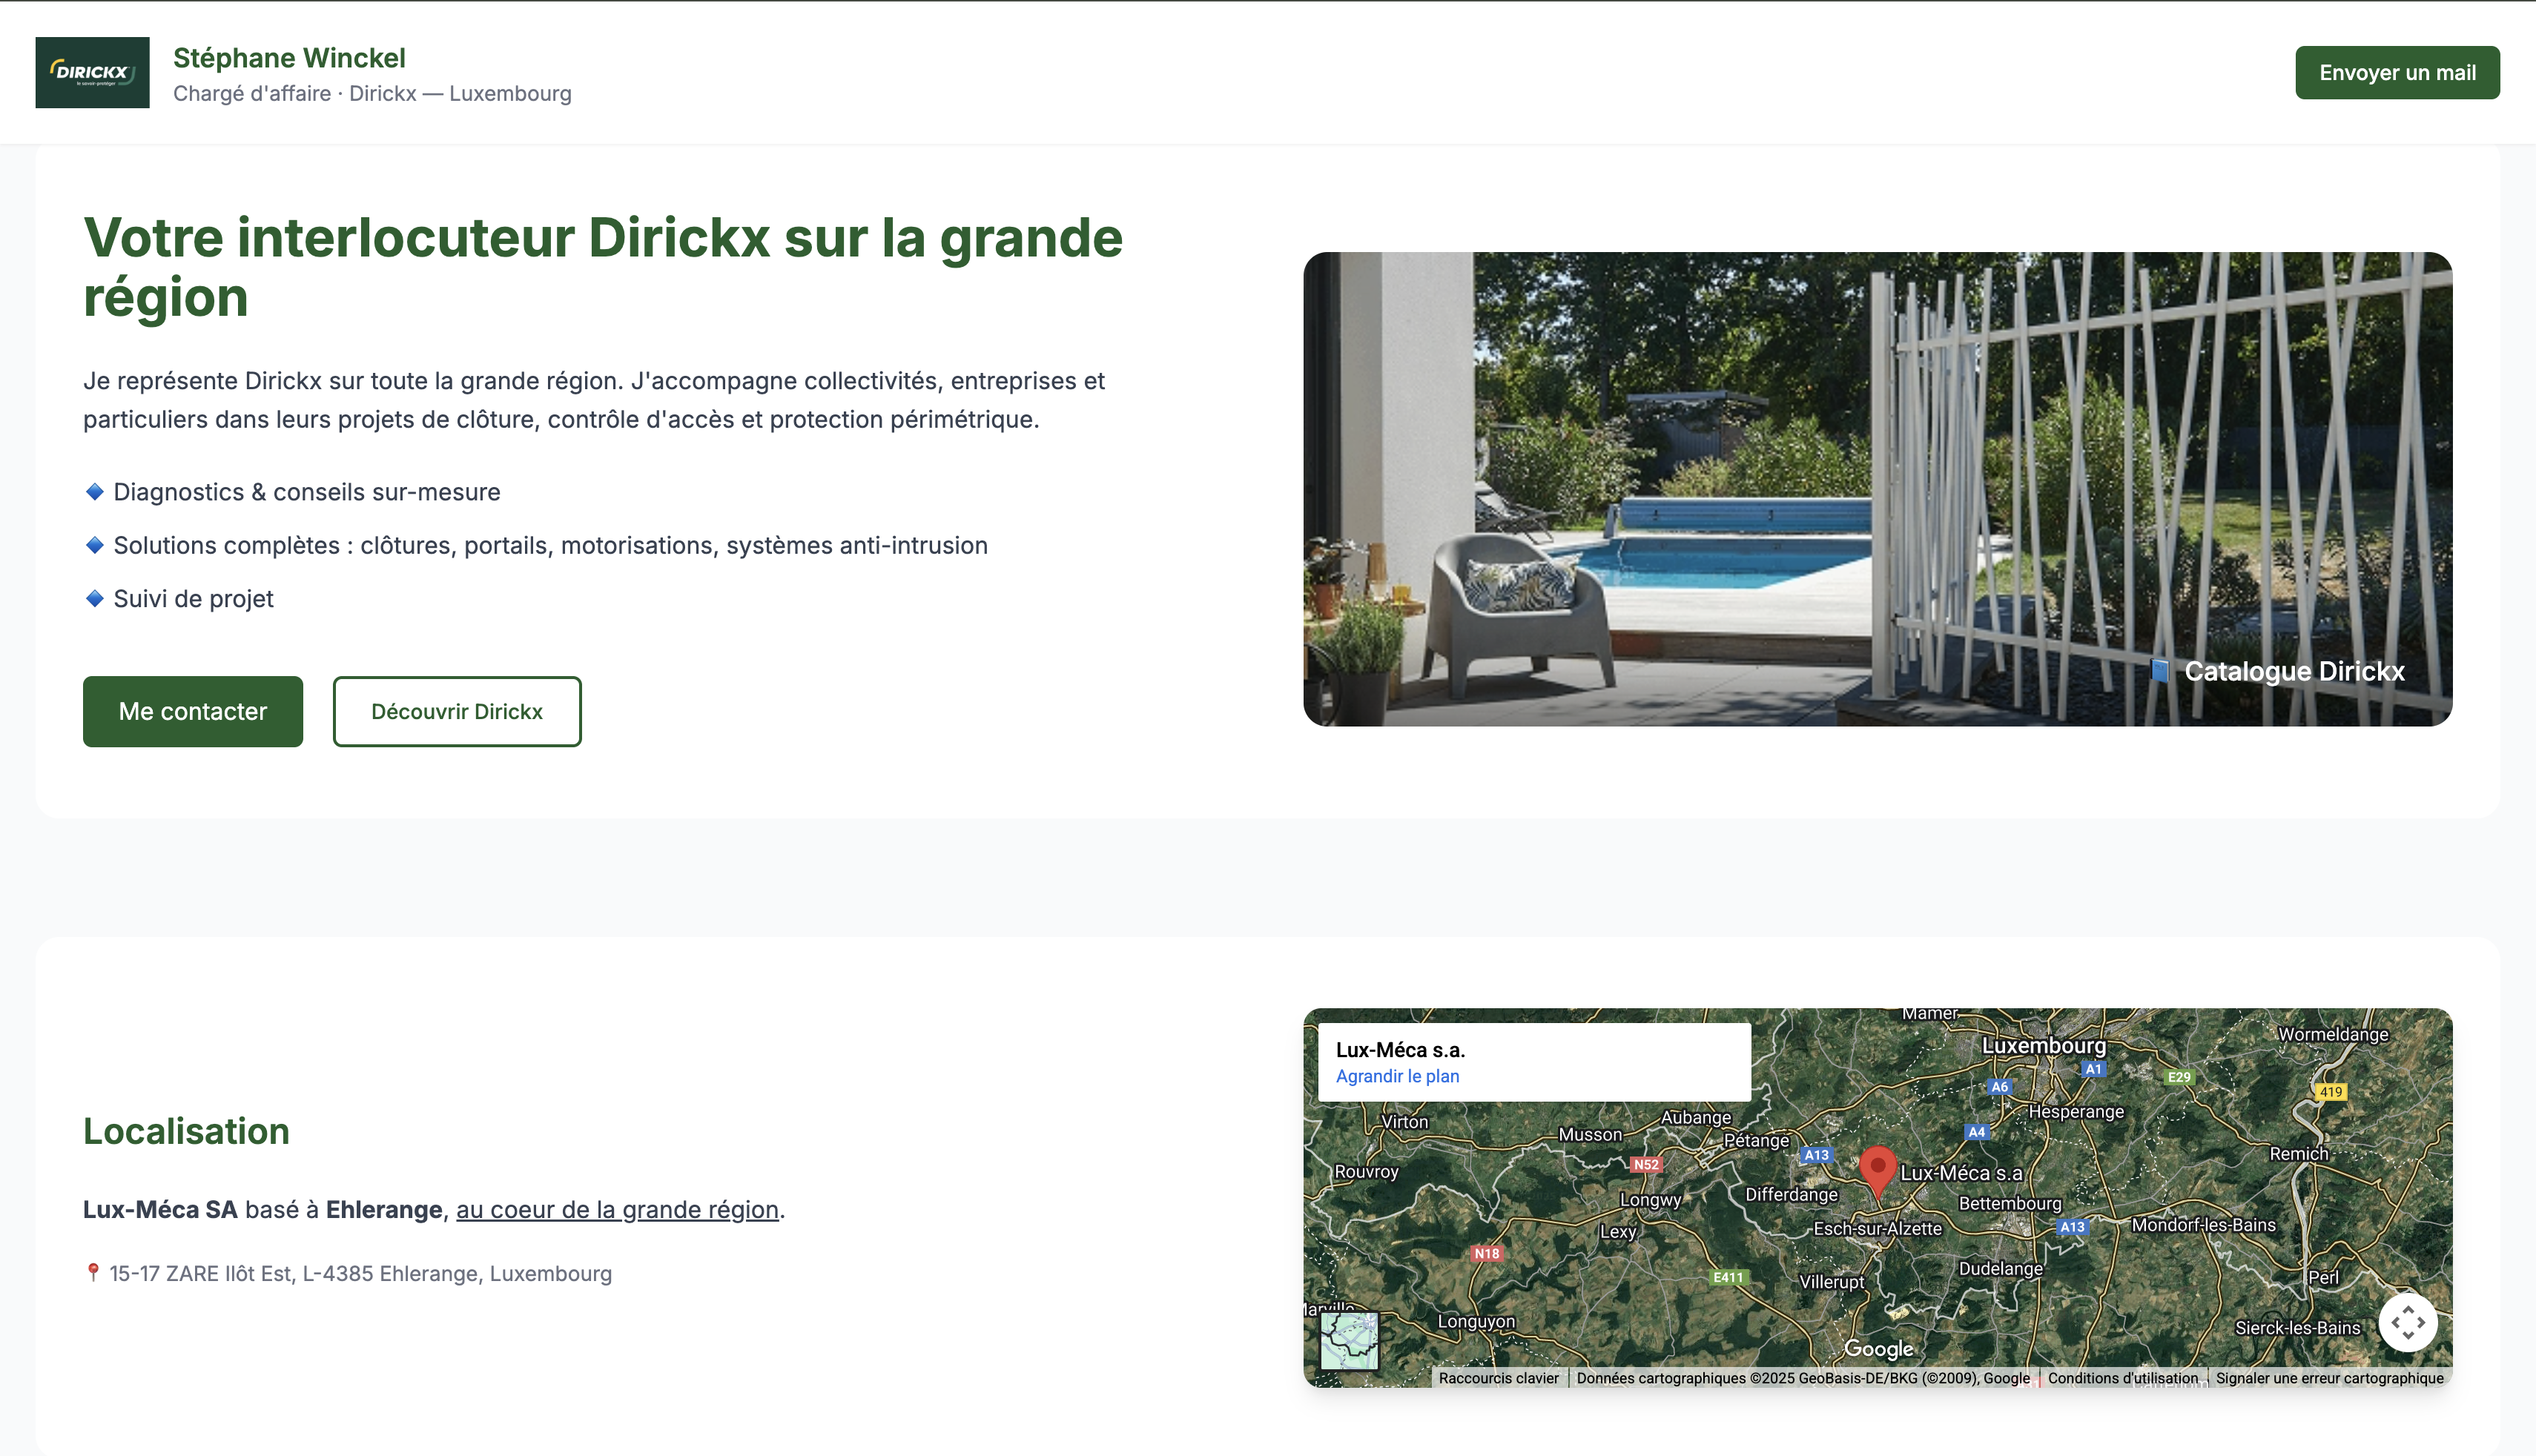 DIRICKX
le savoir protéger
Stéphane Winckel
Chargé d'affaire · Dirickx — Luxembourg
Envoyer un mail
Votre interlocuteur Dirickx sur la grande
région
Je représente Dirickx sur toute la grande région. J'accompagne collectivités, entreprises et
particuliers dans leurs projets de clôture, contrôle d'accès et protection périmétrique.
Diagnostics & conseils sur-mesure
Solutions complètes : clôtures, portails, motorisations, systèmes anti-intrusion
Suivi de projet
Me contacter
Découvrir Dirickx
Catalogue Dirickx
Localisation
Lux-Méca SA basé à Ehlerange, au coeur de la grande région.
15-17 ZARE Ilôt Est, L-4385 Ehlerange, Luxembourg
Lux-Méca s.a.
Agrandir le plan
Mamer
Wormeldange
Luxembourg
A1
E29
A6
419
Hesperange
Aubange
Virton
Musson
Pétange
A4
A13
Remich
N52
Rouvroy
Lux-Méca s.a
Differdange
Longwy
Bettembourg
Esch-sur-Alzette
A13
Mondorf-les-Bains
Lexy
N18
Dudelange
E411
Villerupt
Perl
Longuyon
Sierck-les-Bains
Google
Raccourcis clavier
Données cartographiques ©2025 GeoBasis-DE/BKG (©2009), Google
Conditions d'utilisation
Signaler une erreur cartographique